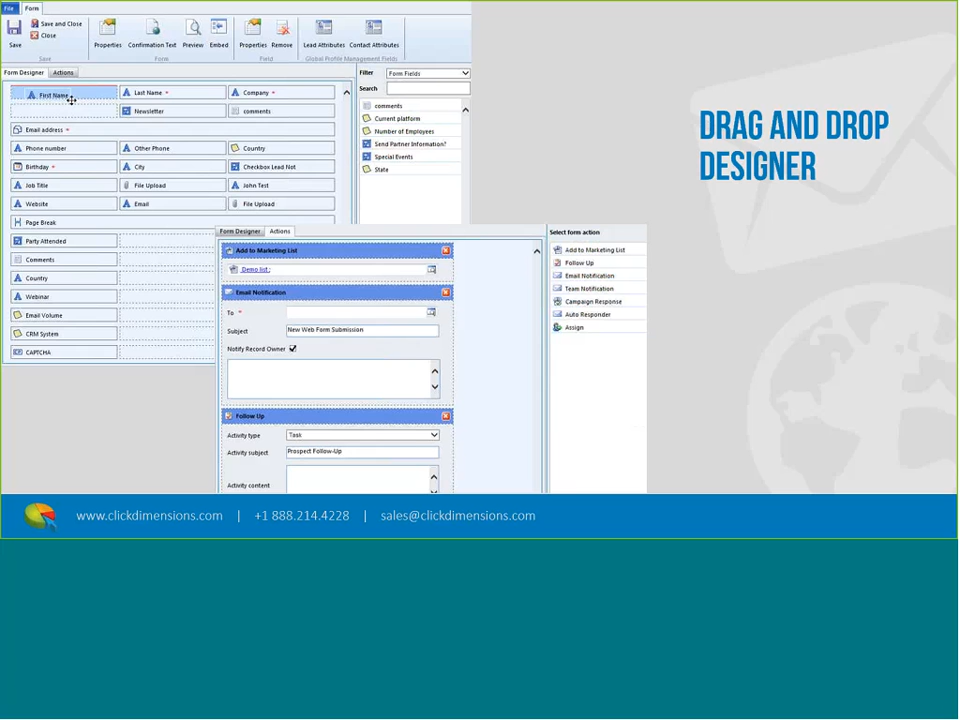 File Form
Save
Save and Close
Close
Properties
Confirmation Text
Preview
Embed
Properties
Remove
Lead Attributes
Contact Attributes
Save
Form
Field
Global Profile Management Fields
Form Designer Actions
First Name
Last Name *
Company *
Newsletter
comments
Email address *
Phone number
Other Phone
Country
Birthday *
City
Checkbox Lead Not
Job Title
File Upload
John Test
Website
Email
File Upload
Page Break
Party Attended
Comments
Country
Webinar
Email Volume
CRM System
CAPTCHA
Filter Form Fields
Search
comments
Current platform
Number of Employees
Send Partner Information?
Special Events
State
DRAG AND DROP
DESIGNER
Form Designer Actions
Add to Marketing List
Demo list ;
Email Notification
To *
Subject New Web Form Submission
Notify Record Owner
Follow Up
Activity type Task
Activity subject Prospect Follow-Up
Activity content
Select form action
Add to Marketing List
Follow Up
Email Notification
Team Notification
Campaign Response
Auto Responder
Assign
www.clickdimensions.com | +1 888.214.4228 | sales@clickdimensions.com